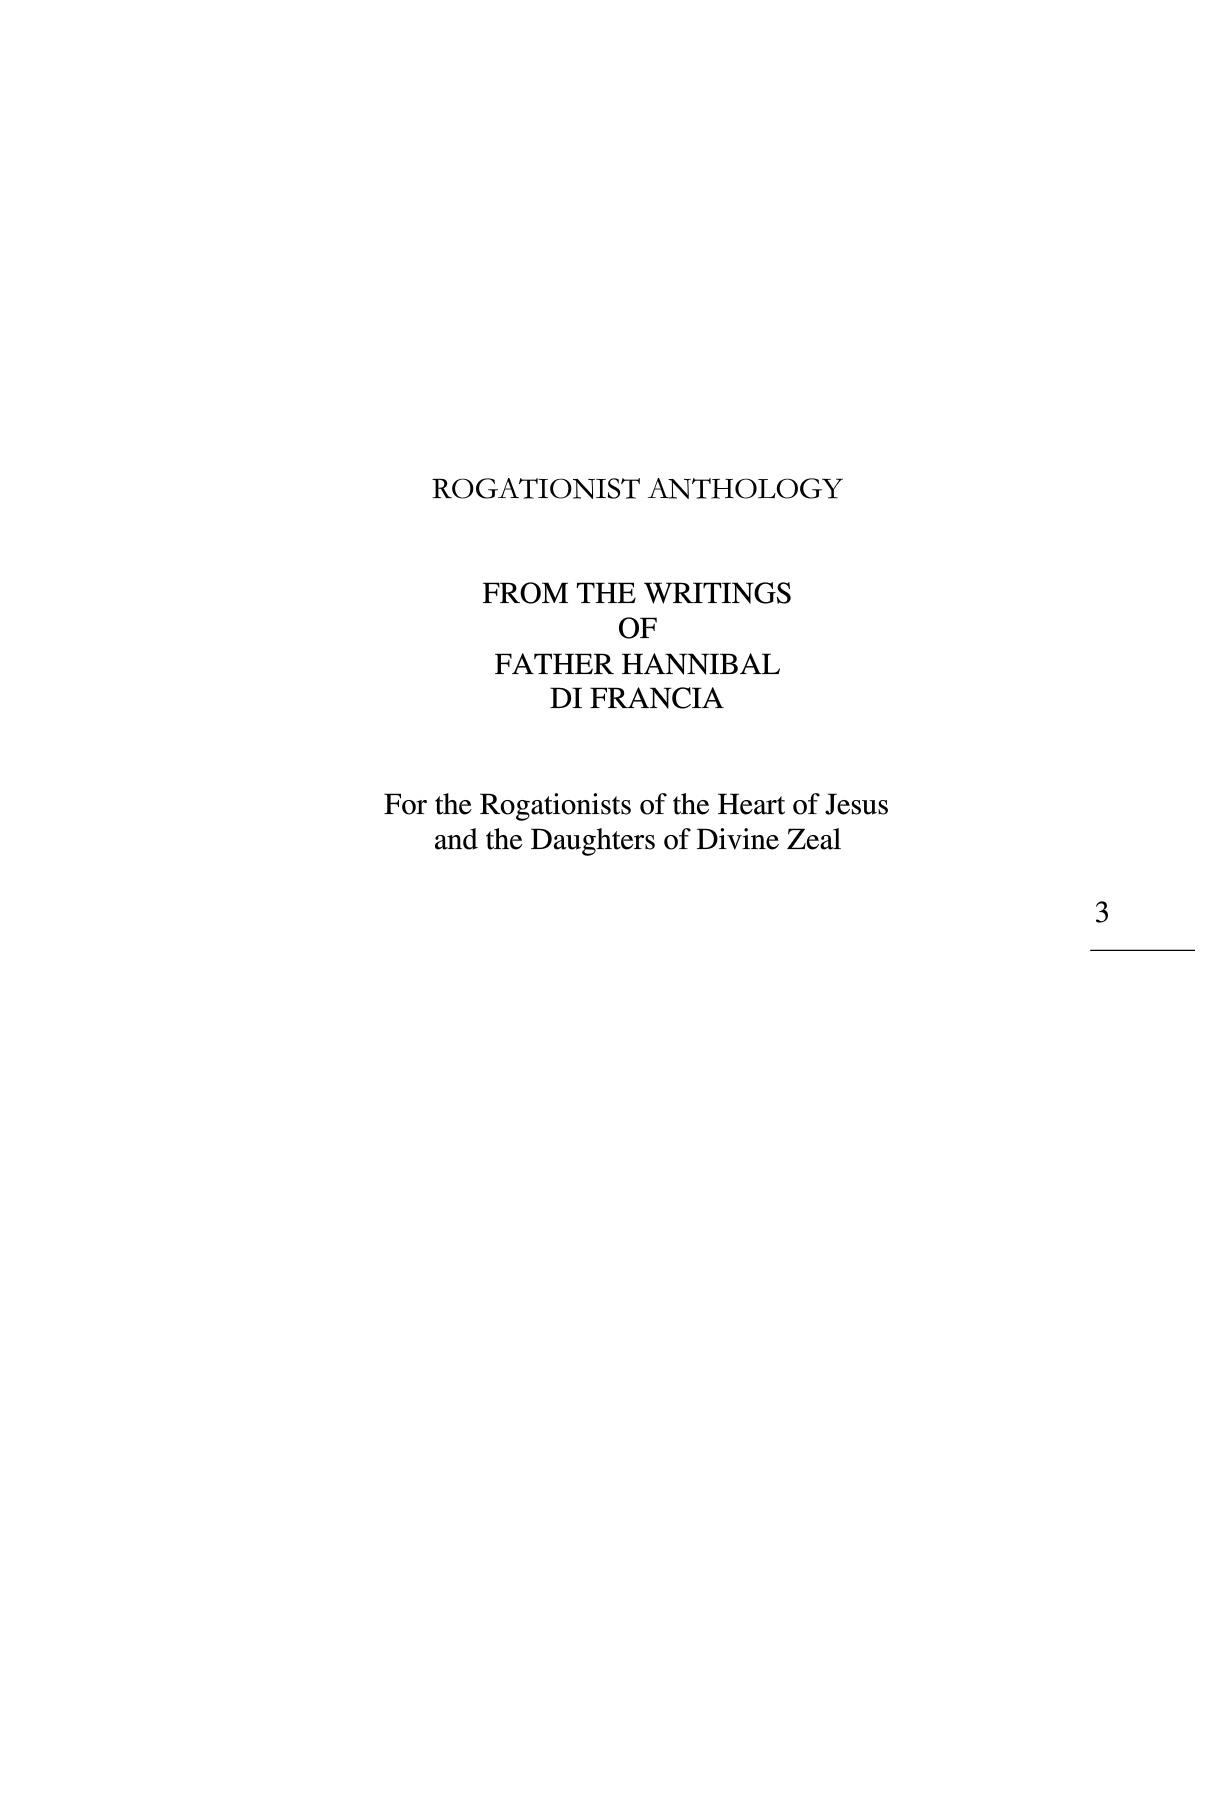 ROGATIONIST ANTHOLOGY
FROM THE WRITINGS
OF
FATHER HANNIBAL
DI FRANCIA
For the Rogationists of the Heart of Jesus
and the Daughters of Divine Zeal
3